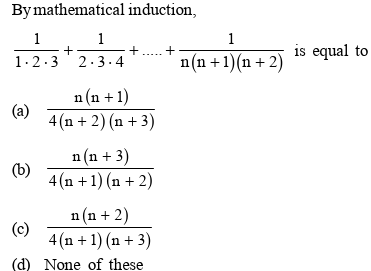 By mathematical induction,
1/(1·2·3) + 1/(2·3·4) + ..... + 1/(n(n+1)(n+2)) is equal to
(a) n(n+1)/(4(n+2)(n+3))
(b) n(n+3)/(4(n+1)(n+2))
(c) n(n+2)/(4(n+1)(n+3))
(d) None of these